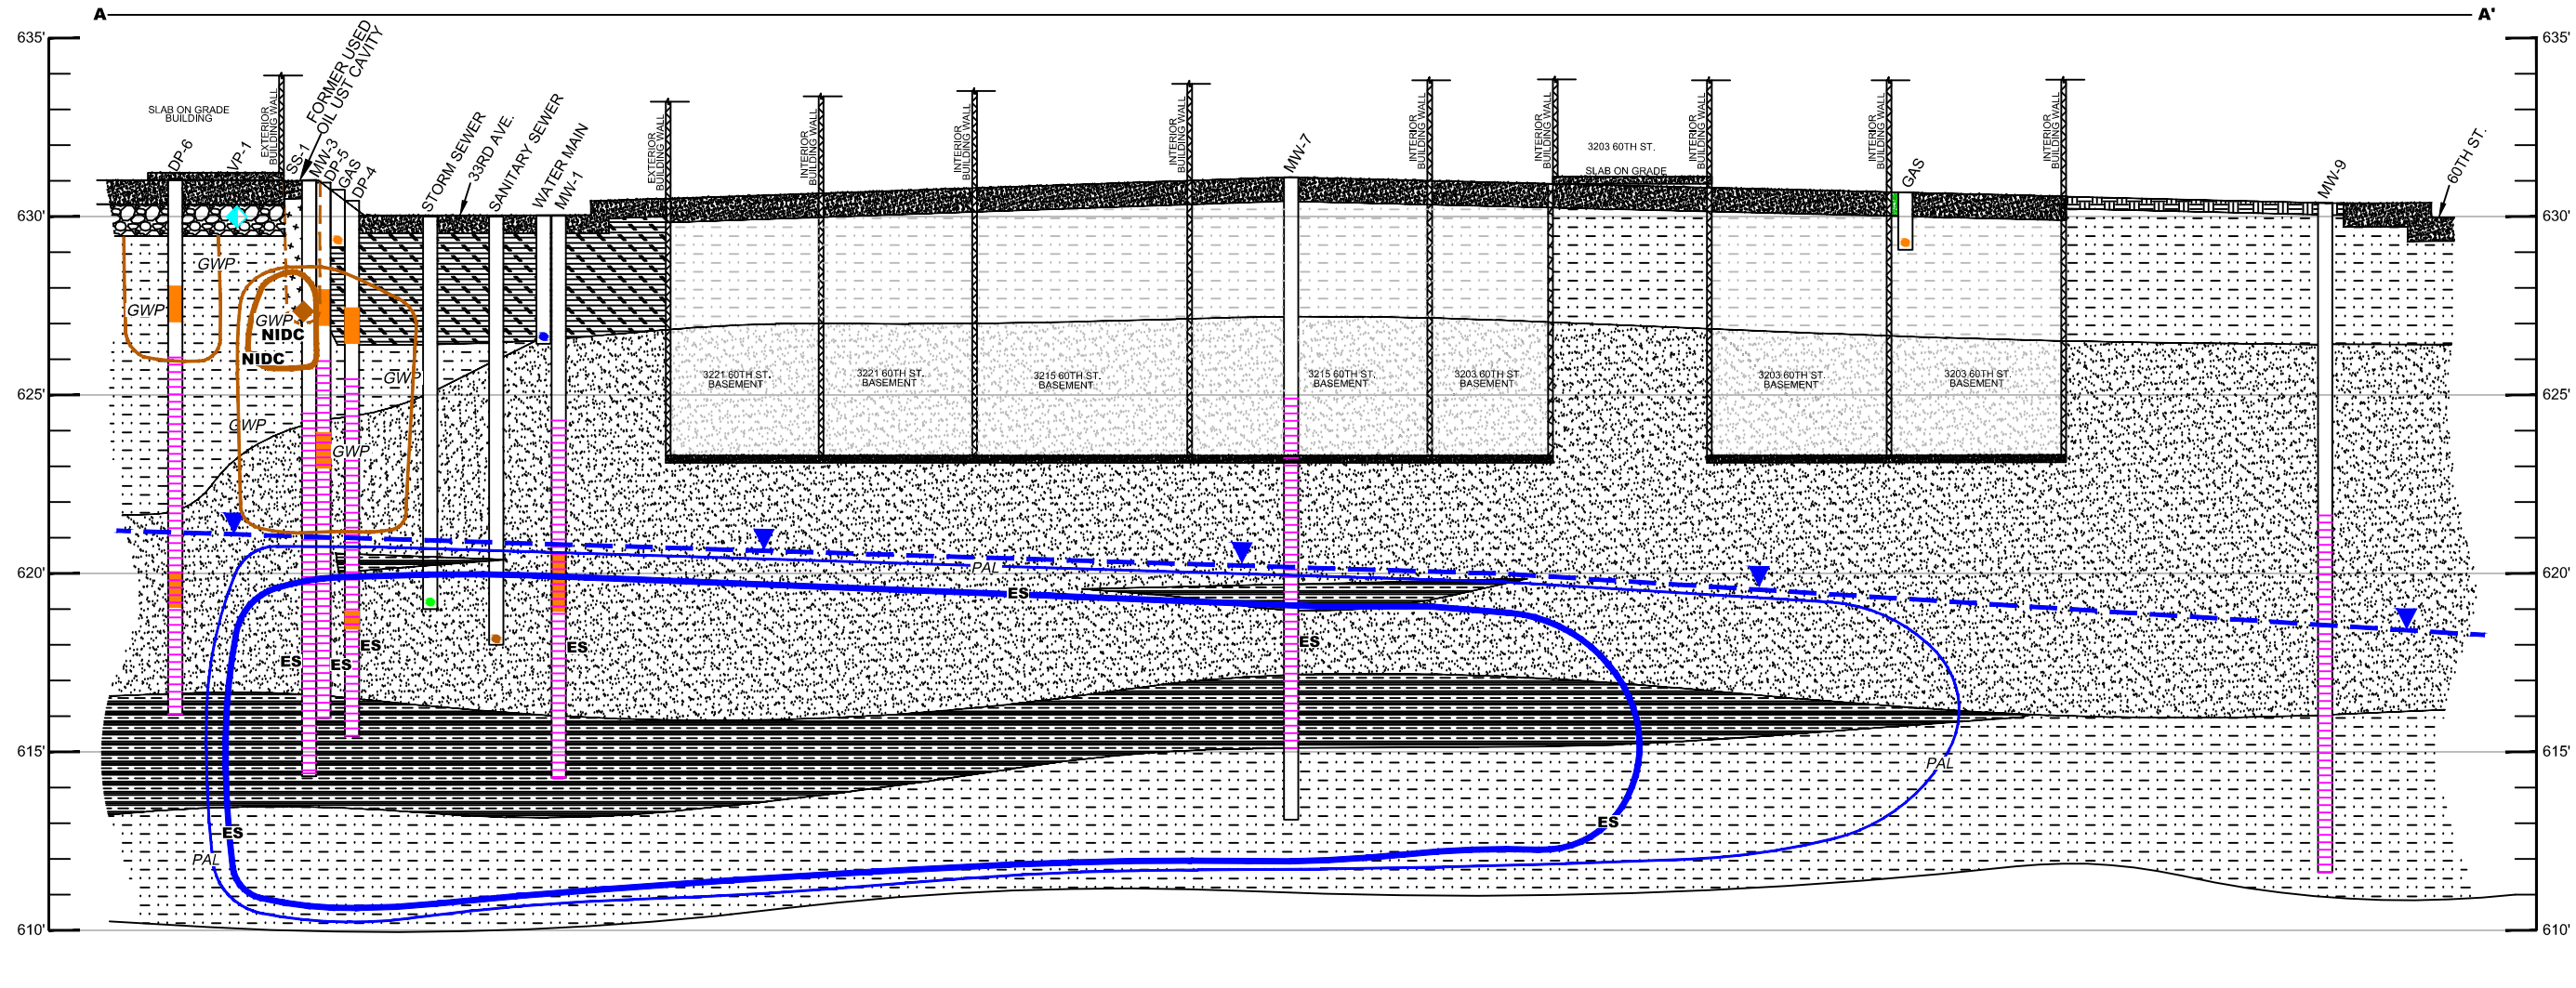 A
A'
635'
635'
SLAB ON GRADE
BUILDING
DP-6
VP-1
EXTERIOR
BUILDING WALL
SS-1
FORMER USED
OIL UST CAVITY
MW-3
DP-5
GAS
DP-4
STORM SEWER
33RD AVE.
SANITARY SEWER
WATER MAIN
MW-1
EXTERIOR
BUILDING WALL
INTERIOR
BUILDING WALL
INTERIOR
BUILDING WALL
INTERIOR
BUILDING WALL
MW-7
INTERIOR
BUILDING WALL
INTERIOR
BUILDING WALL
3203 60TH ST.
SLAB ON GRADE
INTERIOR
BUILDING WALL
INTERIOR
BUILDING WALL
GAS
INTERIOR
BUILDING WALL
MW-9
60TH ST.
630'
630'
GWP
GWP
GWP
NIDC
NIDC
GWP
GWP
GWP
3221 60TH ST.
BASEMENT
3221 60TH ST.
BASEMENT
3215 60TH ST.
BASEMENT
3215 60TH ST.
BASEMENT
3203 60TH ST.
BASEMENT
3203 60TH ST.
BASEMENT
3203 60TH ST.
BASEMENT
625'
625'
620'
620'
PAL
ES
ES
ES
ES
ES
ES
615'
615'
PAL
ES
ES
PAL
610'
610'